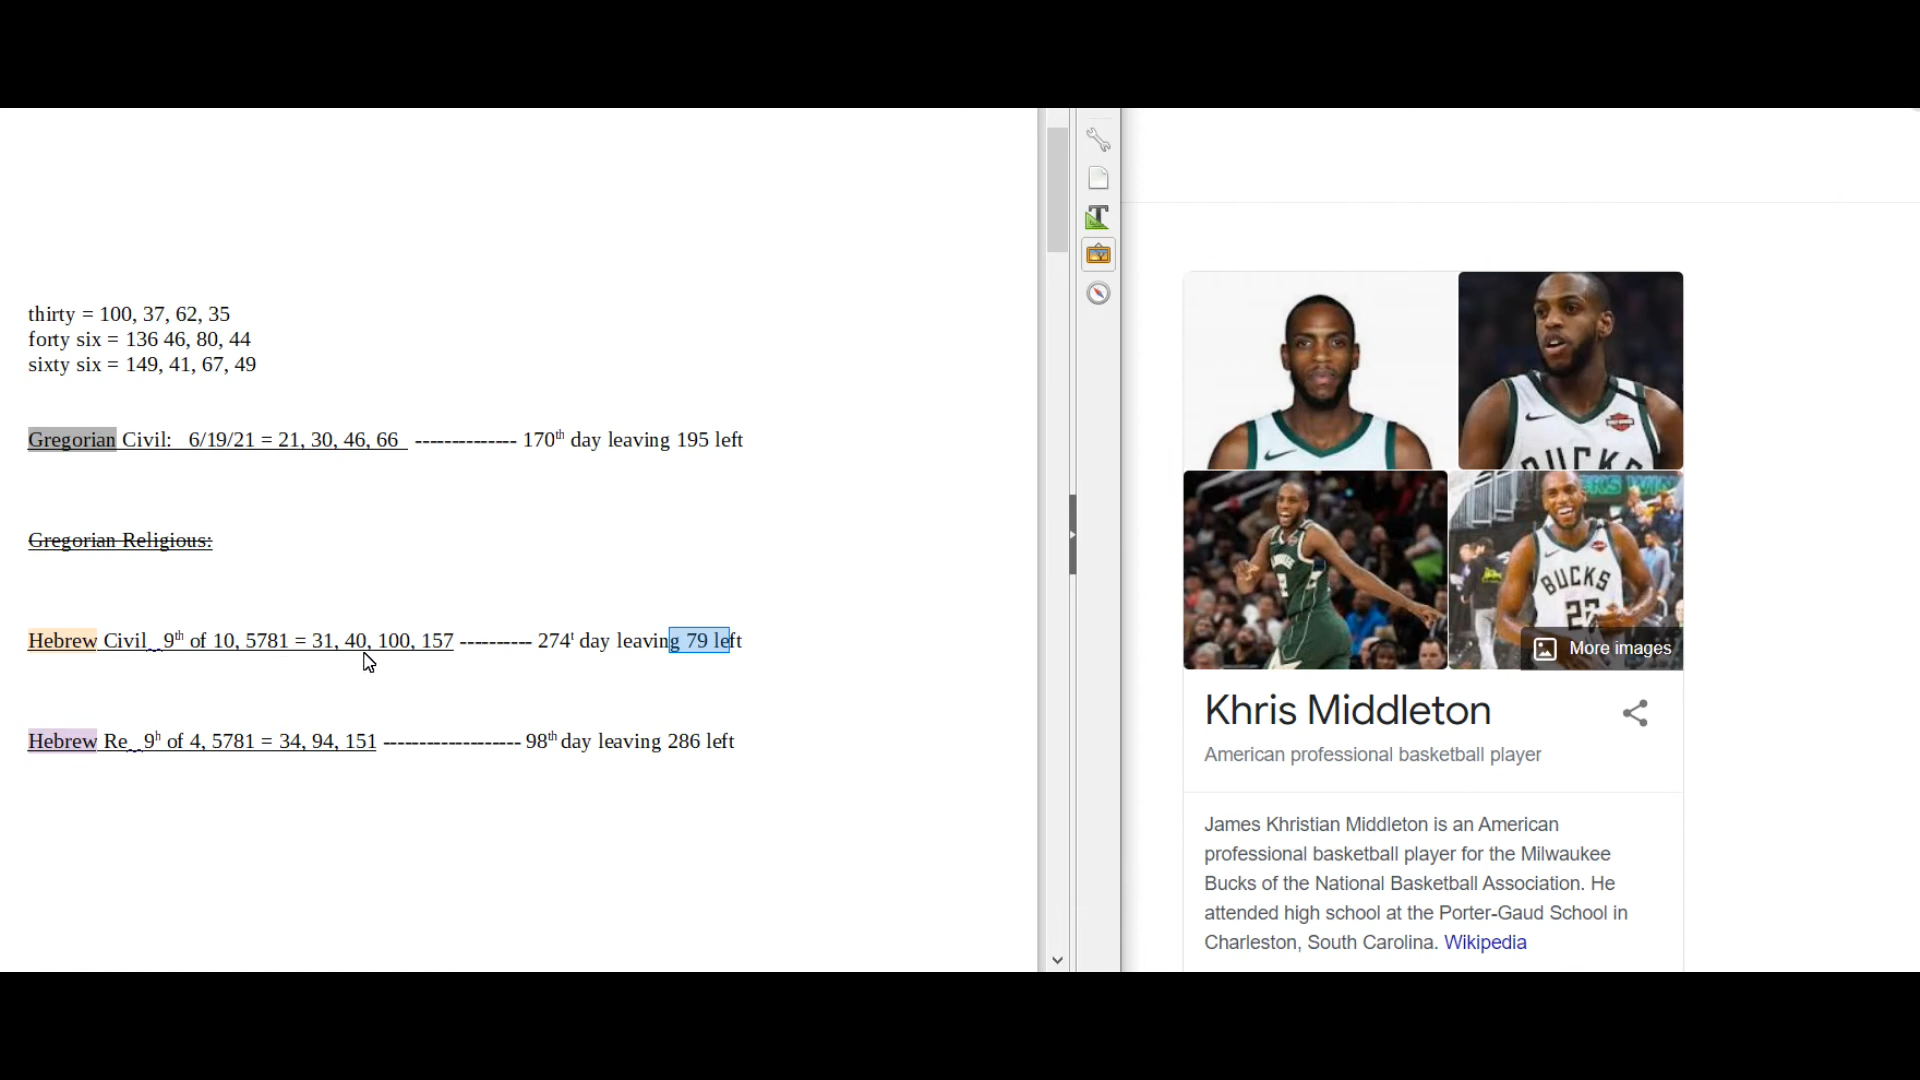 thirty = 100, 37, 62, 35
forty six = 136 46, 80, 44
sixty six = 149, 41, 67, 49
Gregorian Civil: 6/19/21 = 21, 30, 46, 66 -------------- 170th day leaving 195 left
Gregorian Religious:
Hebrew Civil 9th of 10, 5781 = 31, 40, 100, 157 ---------- 274t day leaving 79 left
Hebrew Re 9h of 4, 5781 = 34, 94, 151 ------------------- 98th day leaving 286 left
BUCKS
BUCKS
22
More images
Khris Middleton
American professional basketball player
James Khristian Middleton is an American
professional basketball player for the Milwaukee
Bucks of the National Basketball Association. He
attended high school at the Porter-Gaud School in
Charleston, South Carolina. Wikipedia